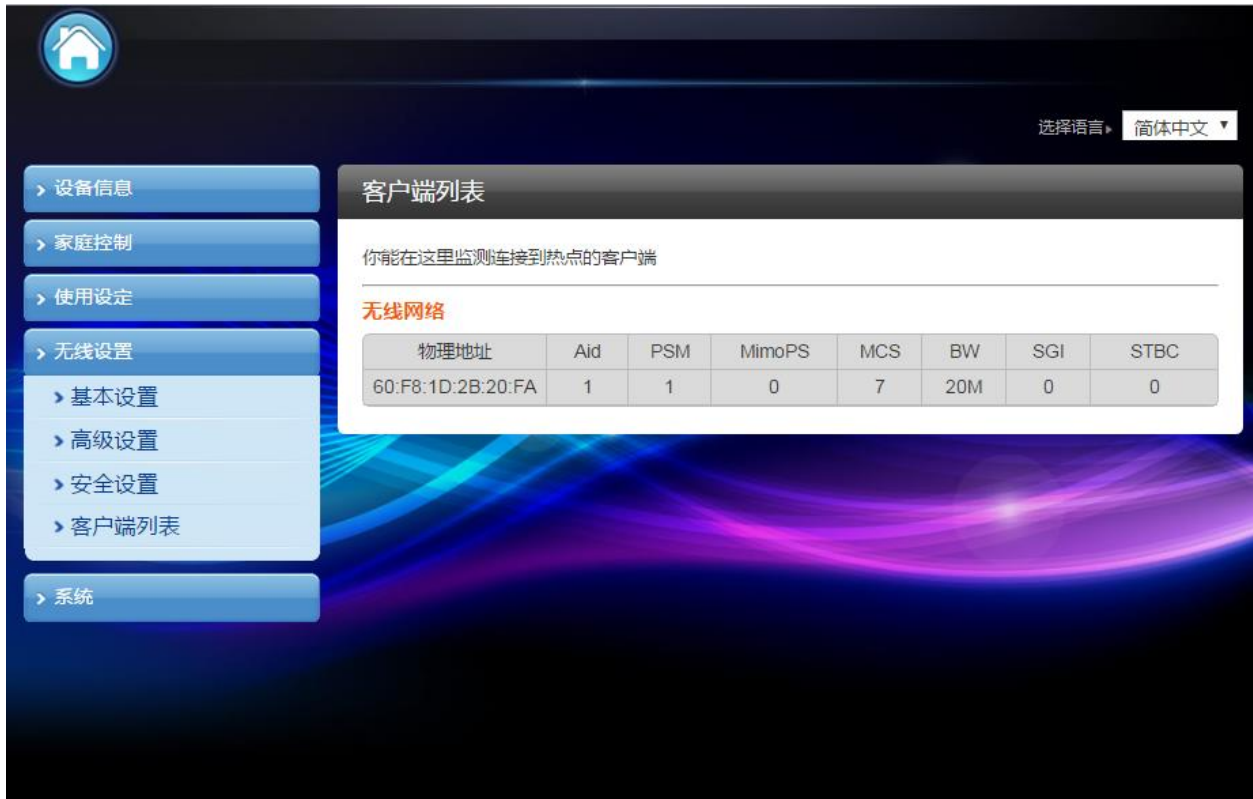 选择语言 简体中文
设备信息
家庭控制
使用设定
无线设置
基本设置
高级设置
安全设置
客户端列表
系统
客户端列表
你能在这里监测连接到热点的客户端
无线网络
物理地址 Aid PSM MimoPS MCS BW SGI STBC
60:F8:1D:2B:20:FA 1 1 0 7 20M 0 0